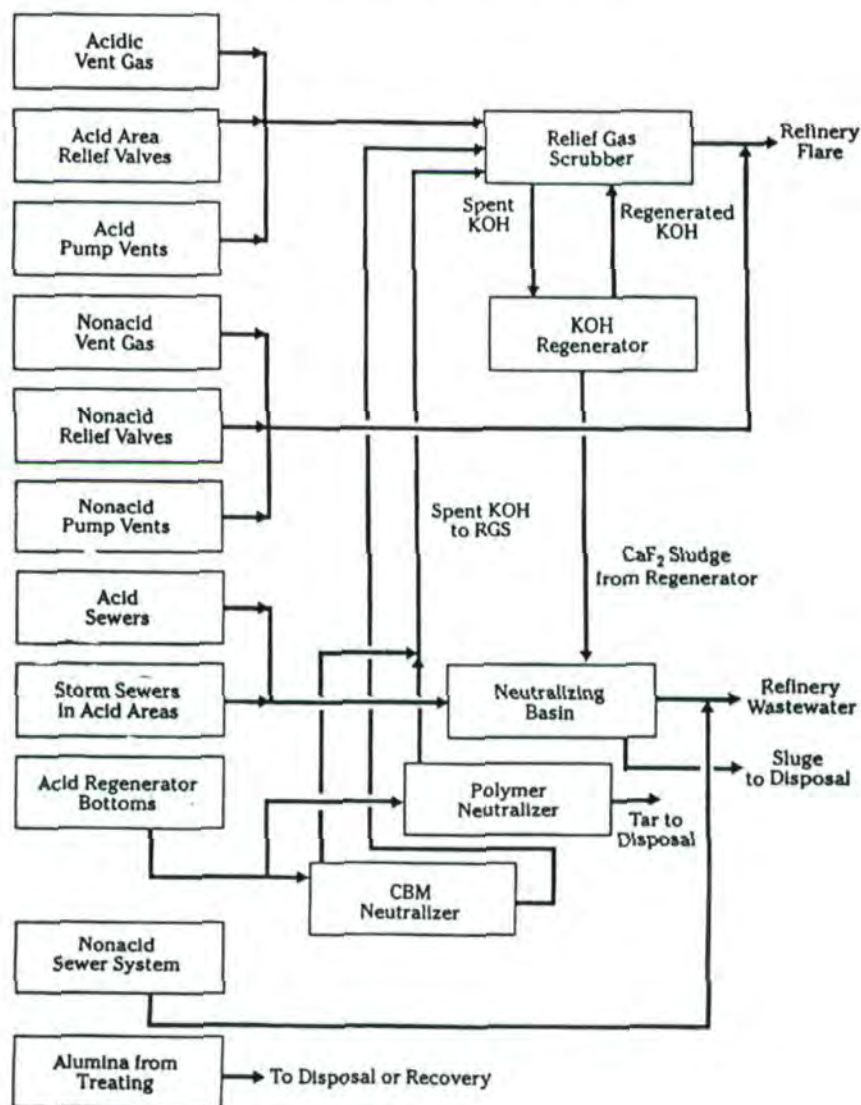 Acidic
Vent Gas
Acid Area
Relief Valves
Acid
Pump Vents
Nonacid
Vent Gas
Nonacid
Relief Valves
Nonacid
Pump Vents
Acid
Sewers
Storm Sewers
in Acid Areas
Acid Regenerator
Bottoms
Nonacid
Sewer System
Alumina from
Treating
To Disposal or Recovery
Relief Gas
Scrubber
Refinery
Flare
Spent
KOH
Regenerated
KOH
KOH
Regenerator
Spent KOH
to RGS
CaF₂ Sludge
from Regenerator
Neutralizing
Basin
Refinery
Wastewater
Sluge
to Disposal
Polymer
Neutralizer
Tar to
Disposal
CBM
Neutralizer